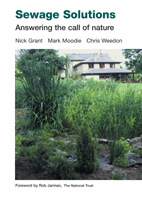 Sewage Solutions
Answering the call of nature
Nick Grant Mark Moodie Chris Weedon
Foreword by Rob Jarman, The National Trust